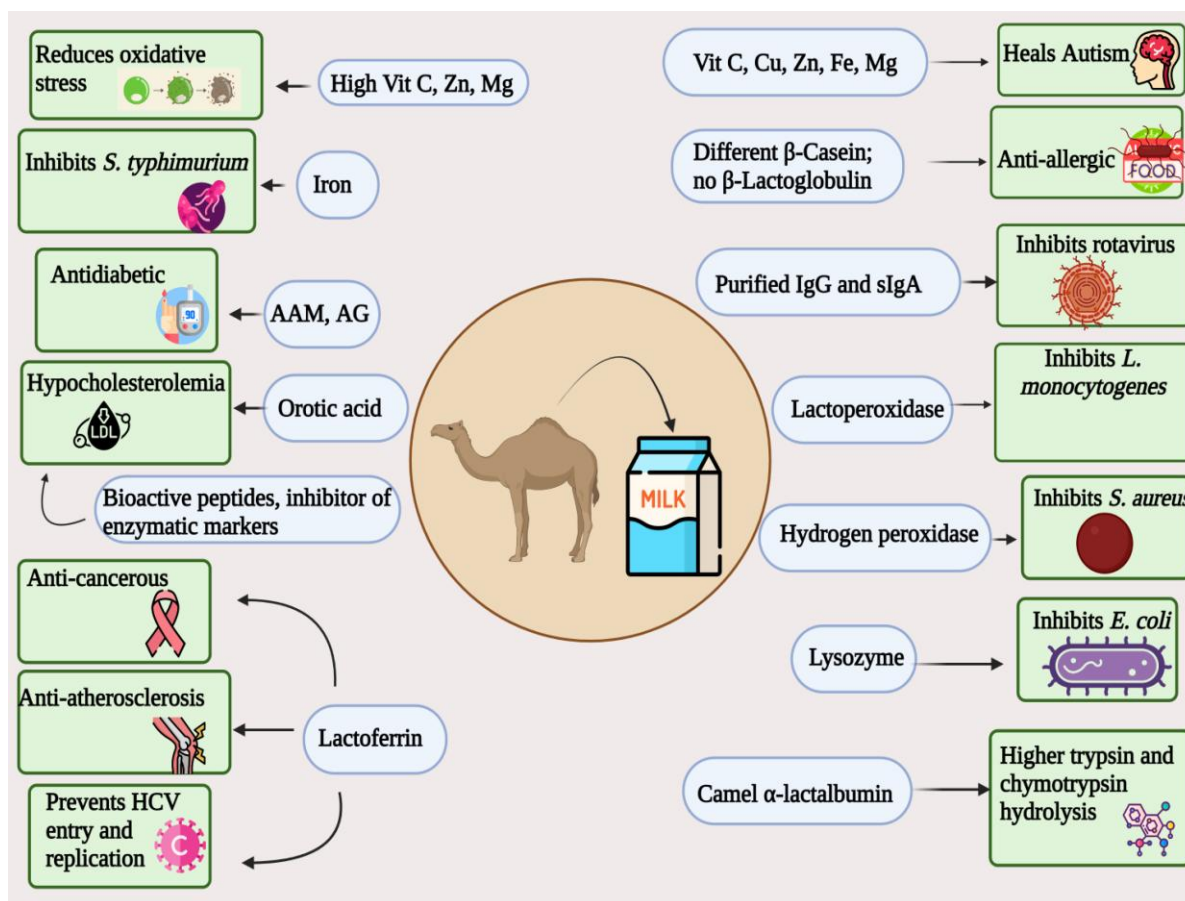 Reduces oxidative
stress
High Vit C, Zn, Mg
Inhibits S. typhimurium
Iron
Antidiabetic
90
AAM, AG
Hypocholesterolemia
LDL
Orotic acid
Bioactive peptides, inhibitor of
enzymatic markers
Anti-cancerous
Anti-atherosclerosis
Lactoferrin
Prevents HCV
entry and
replication
C
MILK
Vit C, Cu, Zn, Fe, Mg
Heals Autism
Different β-Casein;
no β-Lactoglobulin
Anti-allergic
FOOD
Purified IgG and sIgA
Inhibits rotavirus
Lactoperoxidase
Inhibits L.
monocytogenes
Hydrogen peroxidase
Inhibits S. aureus
Lysozyme
Inhibits E. coli
Camel α-lactalbumin
Higher trypsin and
chymotrypsin
hydrolysis